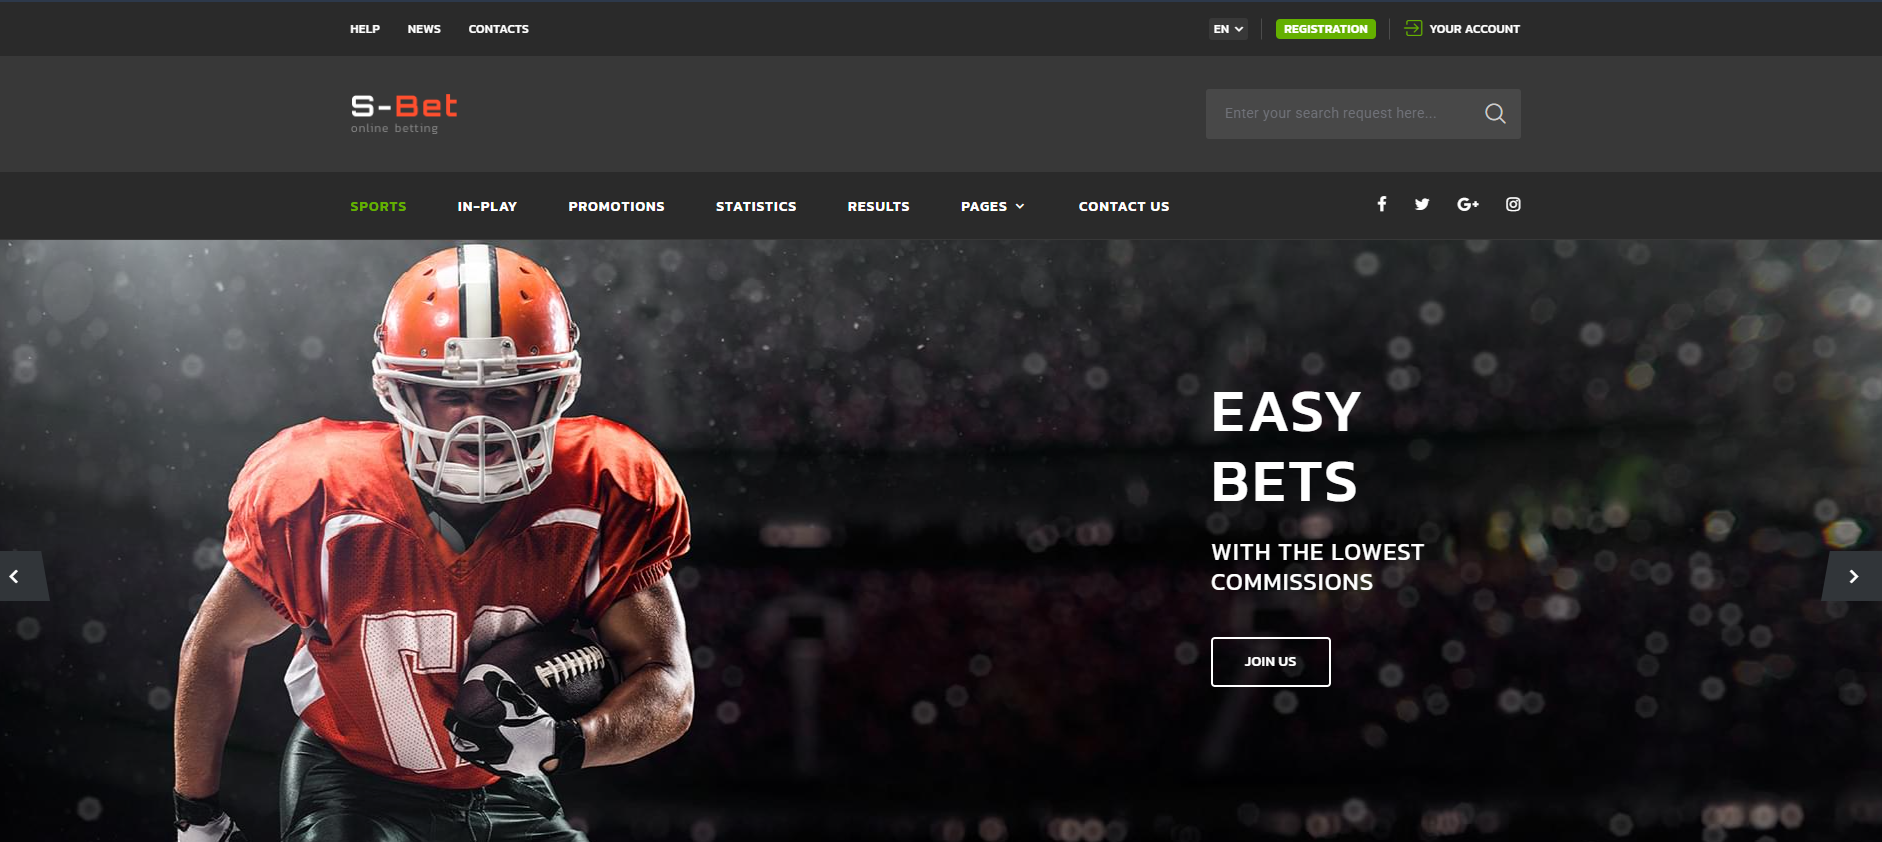 HELP NEWS CONTACTS EN REGISTRATION YOUR ACCOUNT
S-Bet
online betting
Enter your search request here...
SPORTS IN-PLAY PROMOTIONS STATISTICS RESULTS PAGES CONTACT US
EASY
BETS
WITH THE LOWEST
COMMISSIONS
JOIN US